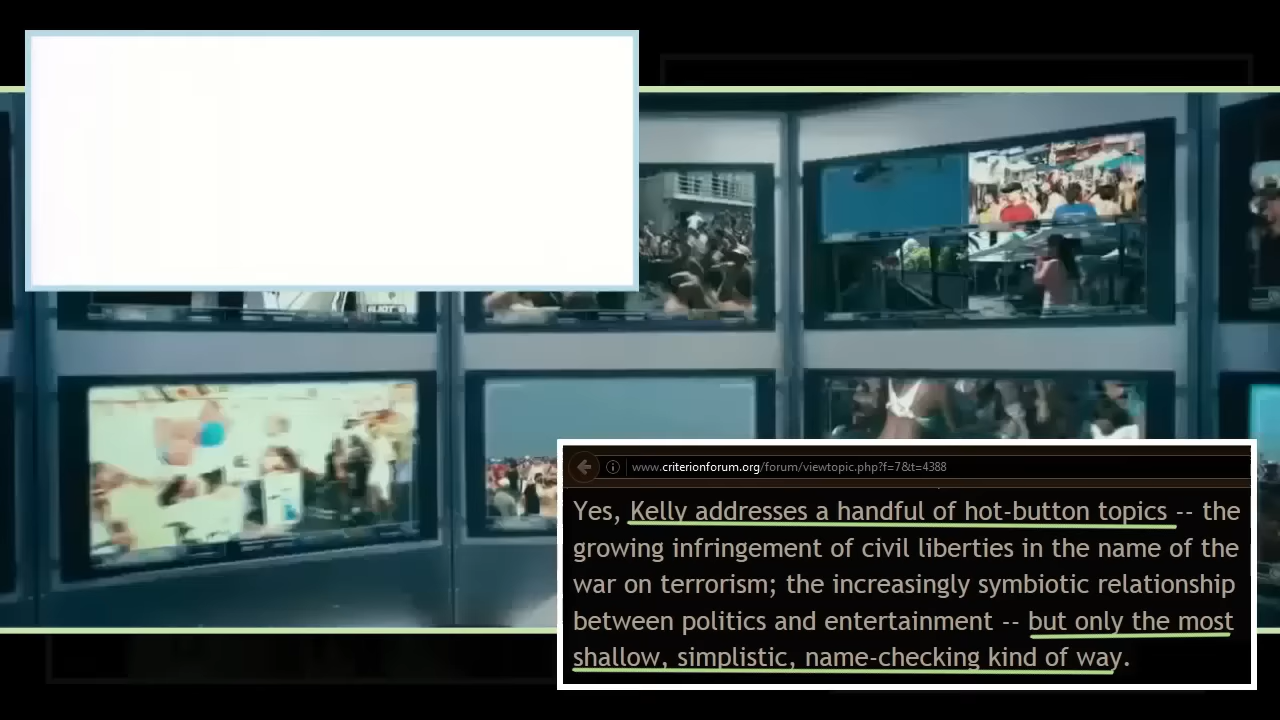 www.criterionforum.org/forum/viewtopic.php?f=7&t=4388
Yes, Kelly addresses a handful of hot-button topics -- the
growing infringement of civil liberties in the name of the
war on terrorism; the increasingly symbiotic relationship
between politics and entertainment -- but only the most
shallow, simplistic, name-checking kind of way.